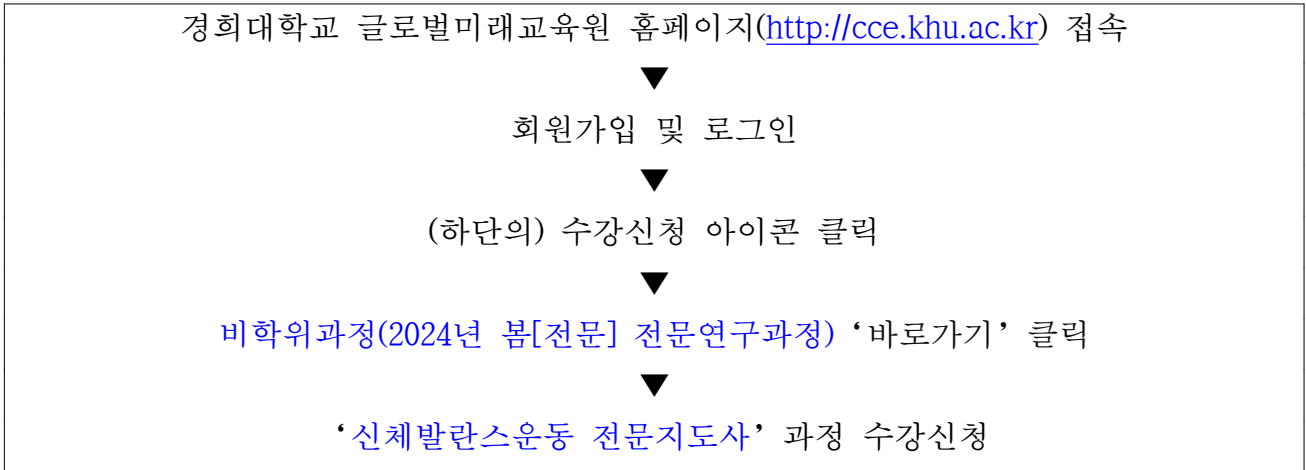 경희대학교 글로벌미래교육원 홈페이지(http://cce.khu.ac.kr) 접속
▼
회원가입 및 로그인
▼
(하단의) 수강신청 아이콘 클릭
▼
비학위과정(2024년 봄[전문] 전문연구과정) ‘바로가기’ 클릭
▼
‘신체발란스운동 전문지도사’ 과정 수강신청